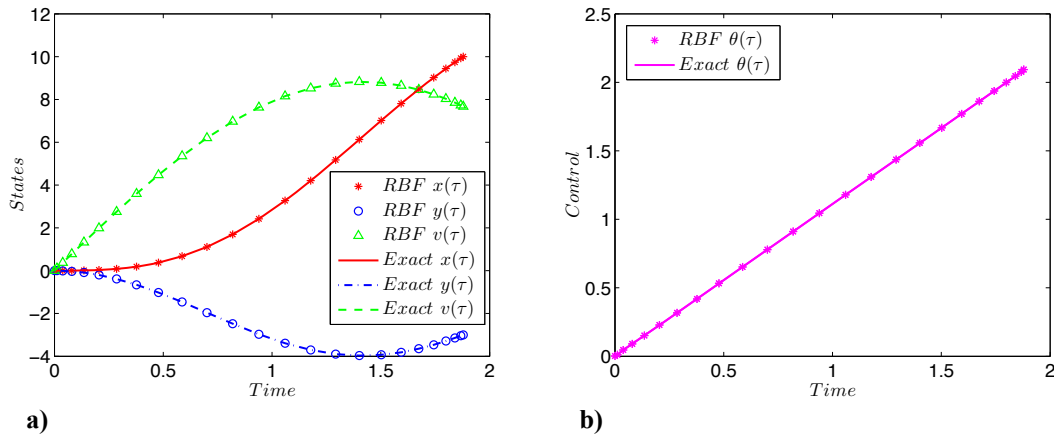 12
10
8
6
4
2
0
−2
−4
0
0.5
1
1.5
2
States
Time
RBF x(τ)
RBF y(τ)
RBF v(τ)
Exact x(τ)
Exact y(τ)
Exact v(τ)
a)
2.5
2
1.5
1
0.5
0
0
0.5
1
1.5
2
Control
Time
RBF θ(τ)
Exact θ(τ)
b)